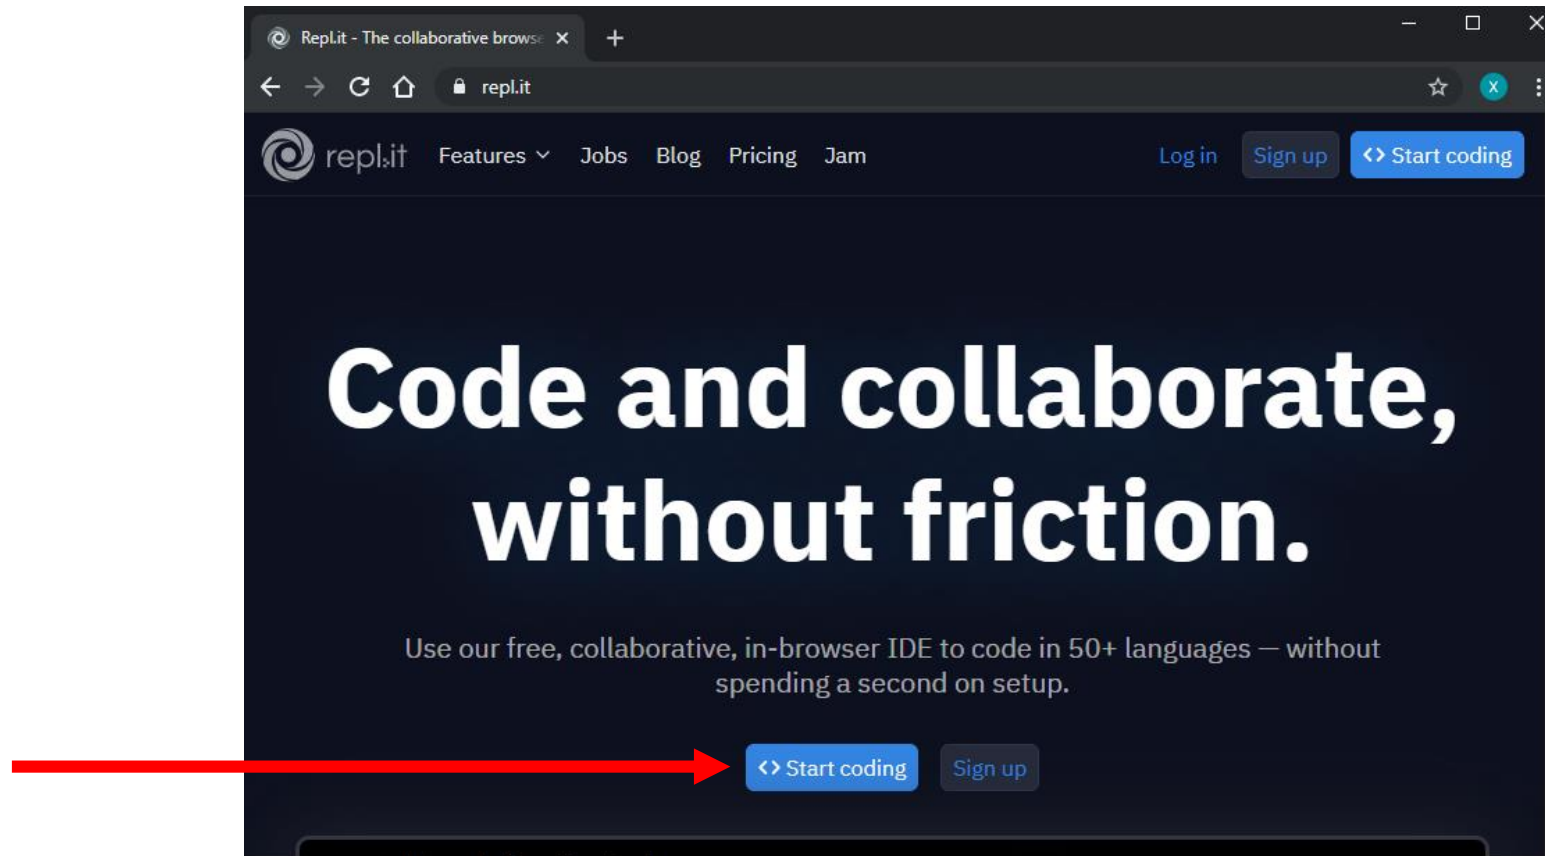 Repl.it - The collaborative browse
repl.it
repl.it Features Jobs Blog Pricing Jam Log in Sign up <> Start coding
Code and collaborate,
without friction.
Use our free, collaborative, in-browser IDE to code in 50+ languages — without
spending a second on setup.
<> Start coding Sign up